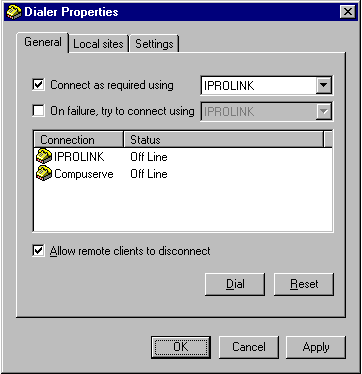 Dialer Properties
General Local sites Settings
Connect as required using IPROLINK
On failure, try to connect using IPROLINK
Connection Status
IPROLINK Off Line
Compuserve Off Line
Allow remote clients to disconnect
Dial Reset
OK Cancel Apply